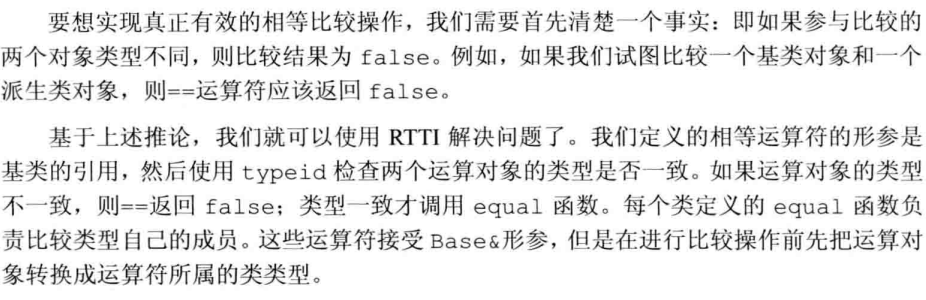 要想实现真正有效的相等比较操作，我们需要首先清楚一个事实：即如果参与比较的
两个对象类型不同，则比较结果为 false。例如，如果我们试图比较一个基类对象和一个
派生类对象，则==运算符应该返回 false。
基于上述推论，我们就可以使用 RTTI 解决问题了。我们定义的相等运算符的形参是
基类的引用，然后使用 typeid 检查两个运算对象的类型是否一致。如果运算对象的类型
不一致，则==返回 false；类型一致才调用 equal 函数。每个类定义的 equal 函数负
责比较类型自己的成员。这些运算符接受 Base&形参，但是在进行比较操作前先把运算对
象转换成运算符所属的类类型。